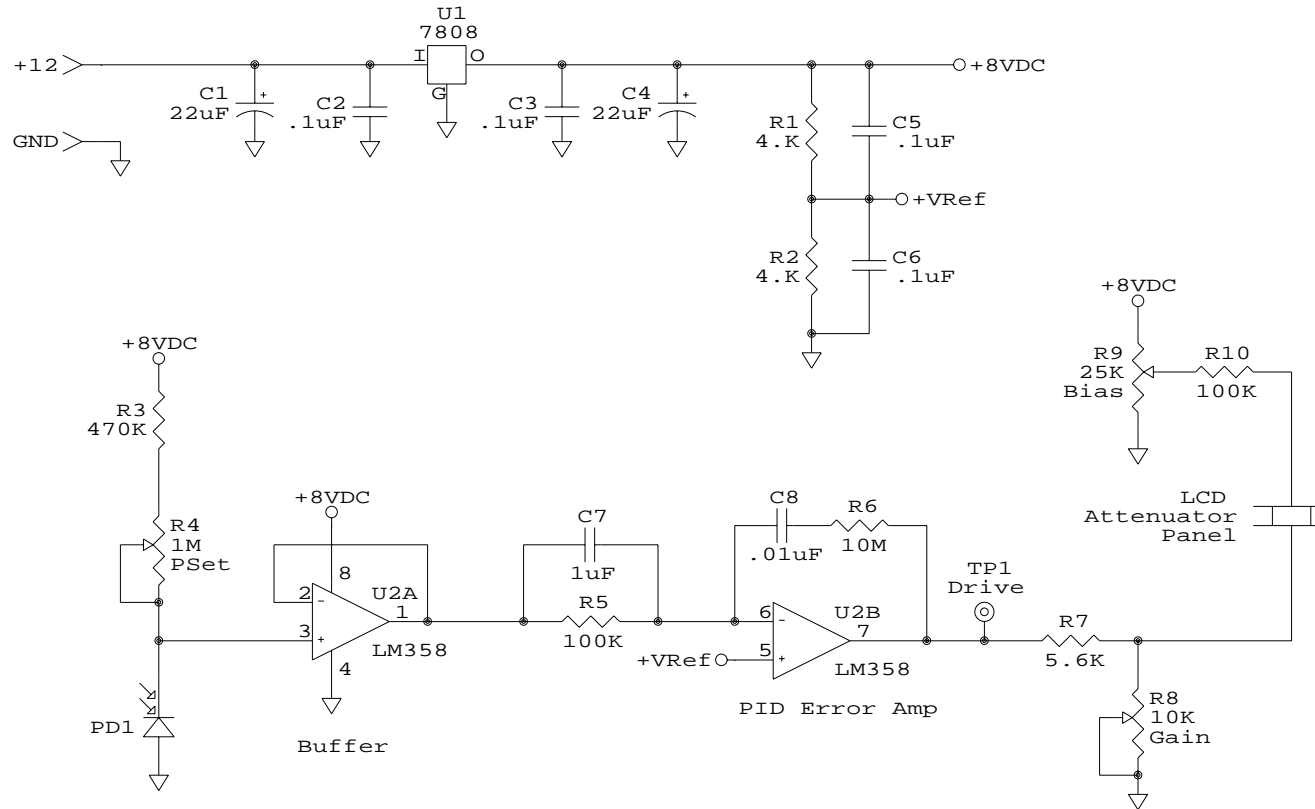 U1
7808
+12
I
O
G
+8VDC
C1
22uF
C2
.1uF
C3
.1uF
C4
22uF
GND
R1
4.K
C5
.1uF
+VRef
R2
4.K
C6
.1uF
+8VDC
R9
25K
Bias
R10
100K
+8VDC
R3
470K
R4
1M
PSet
+8VDC
8
2
-
3
+
4
1
U2A
LM358
C7
1uF
R5
100K
C8
.01uF
R6
10M
6
-
5
+
+VRef
7
U2B
LM358
TP1
Drive
R7
5.6K
LCD
Attenuator
Panel
R8
10K
Gain
PD1
Buffer
PID Error Amp